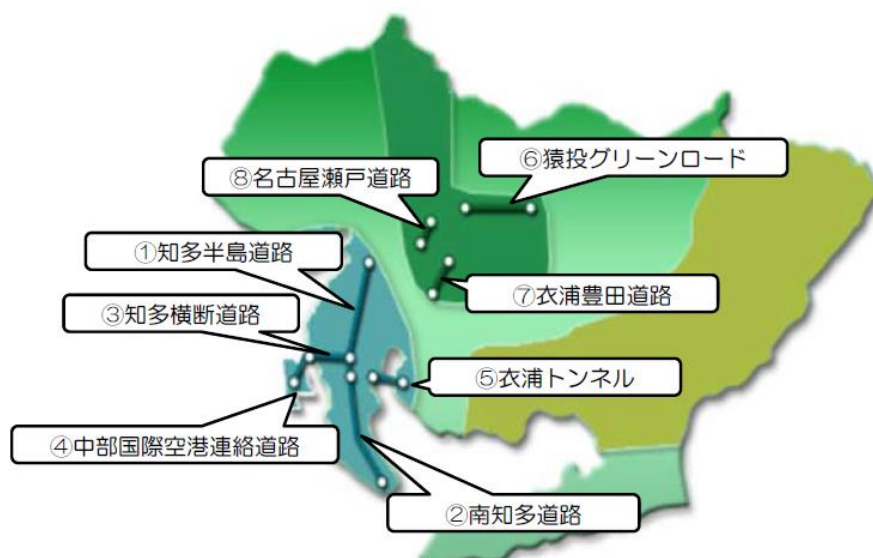 ⑥猿投グリーンロード
⑧名古屋瀬戸道路
①知多半島道路
⑦衣浦豊田道路
③知多横断道路
⑤衣浦トンネル
④中部国際空港連絡道路
②南知多道路